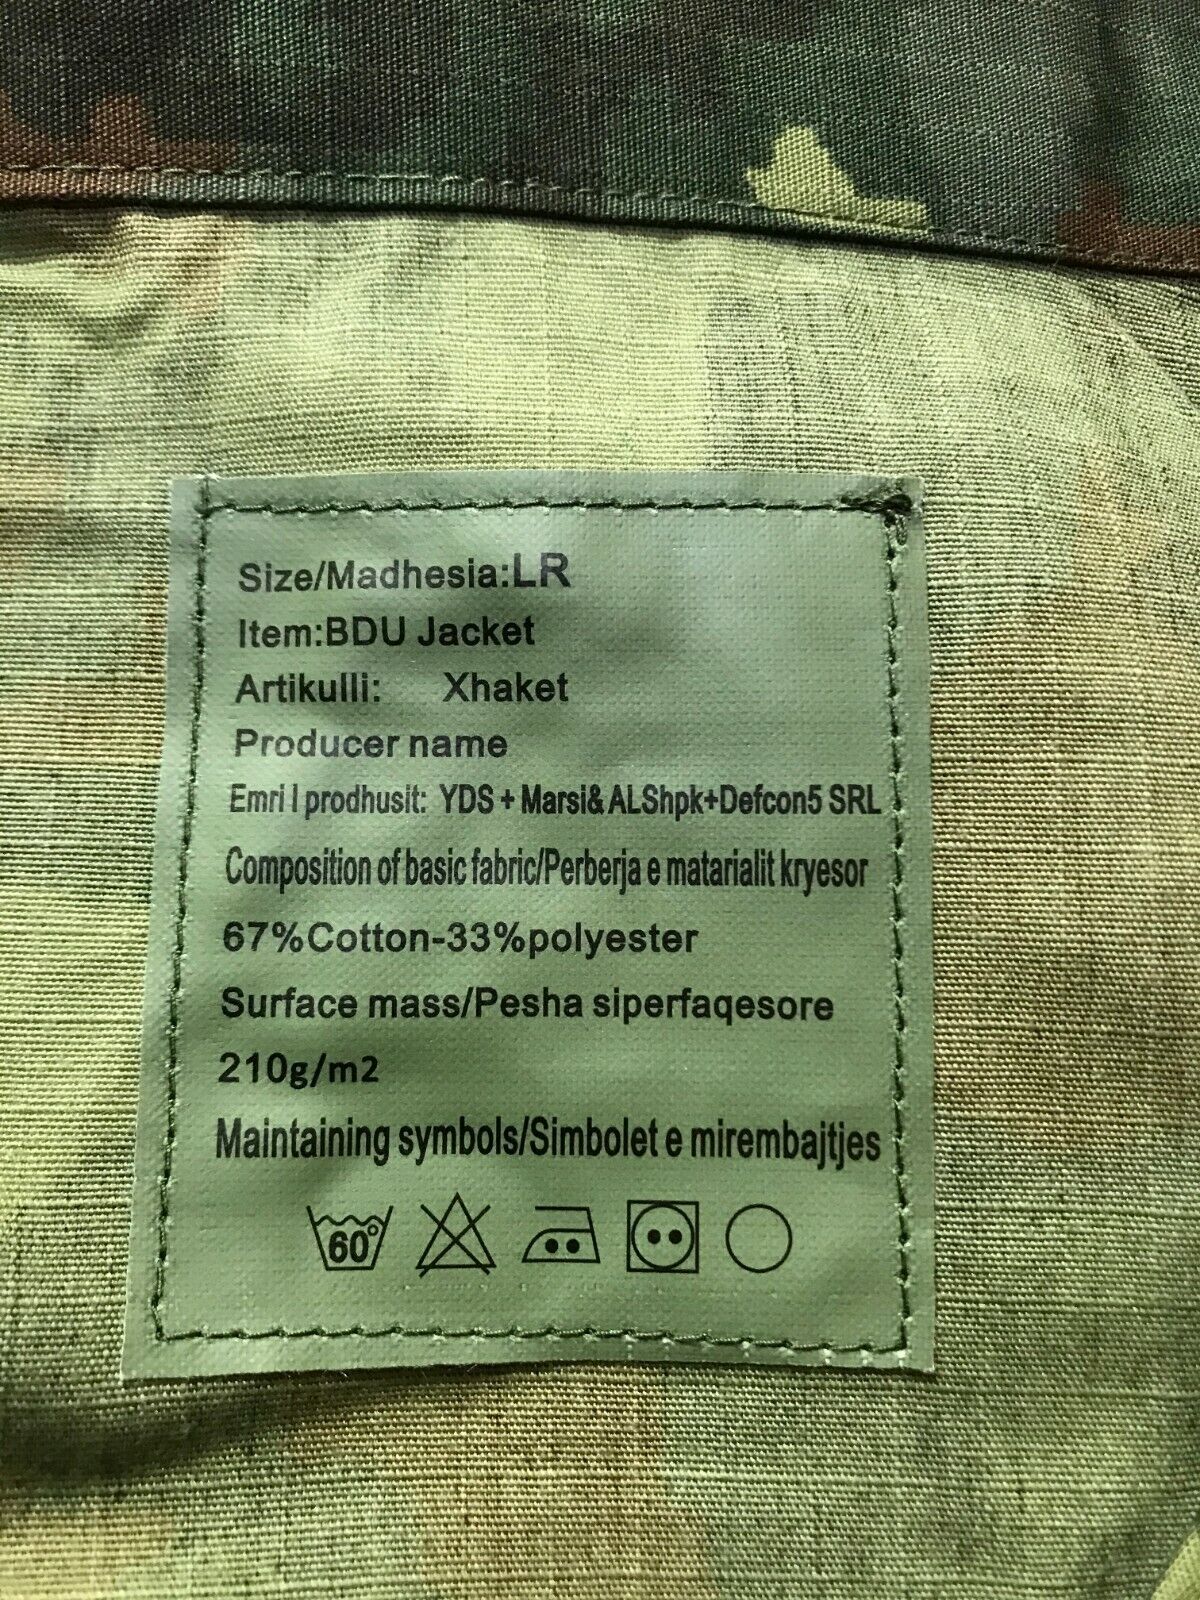 Size/Madhesia:LR
Item:BDU Jacket
Artikulli: Xhaket
Producer name
Emri I prodhusit: YDS + Marsi& ALShpk+Defcon5 SRL
Composition of basic fabric/Perberja e matarialit kryesor
67%Cotton-33%polyester
Surface mass/Pesha siperfaqesore
210g/m2
Maintaining symbols/Simbolet e mirembajtjes
60°